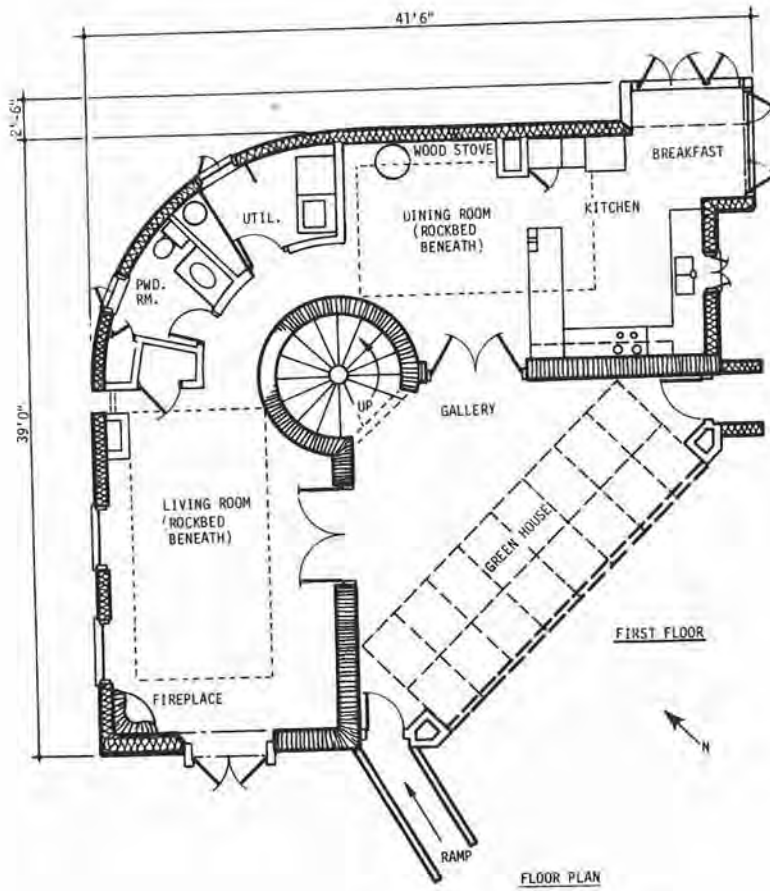 41'6"
2'-6"
WOOD STOVE
BREAKFAST
UTIL.
DINING ROOM
(ROCKBED
BENEATH)
KITCHEN
PWD.
RM.
UP
GALLERY
39'0"
LIVING ROOM
(ROCKBED
BENEATH)
GREEN HOUSE
FIRST FLOOR
FIREPLACE
N
RAMP
FLOOR PLAN